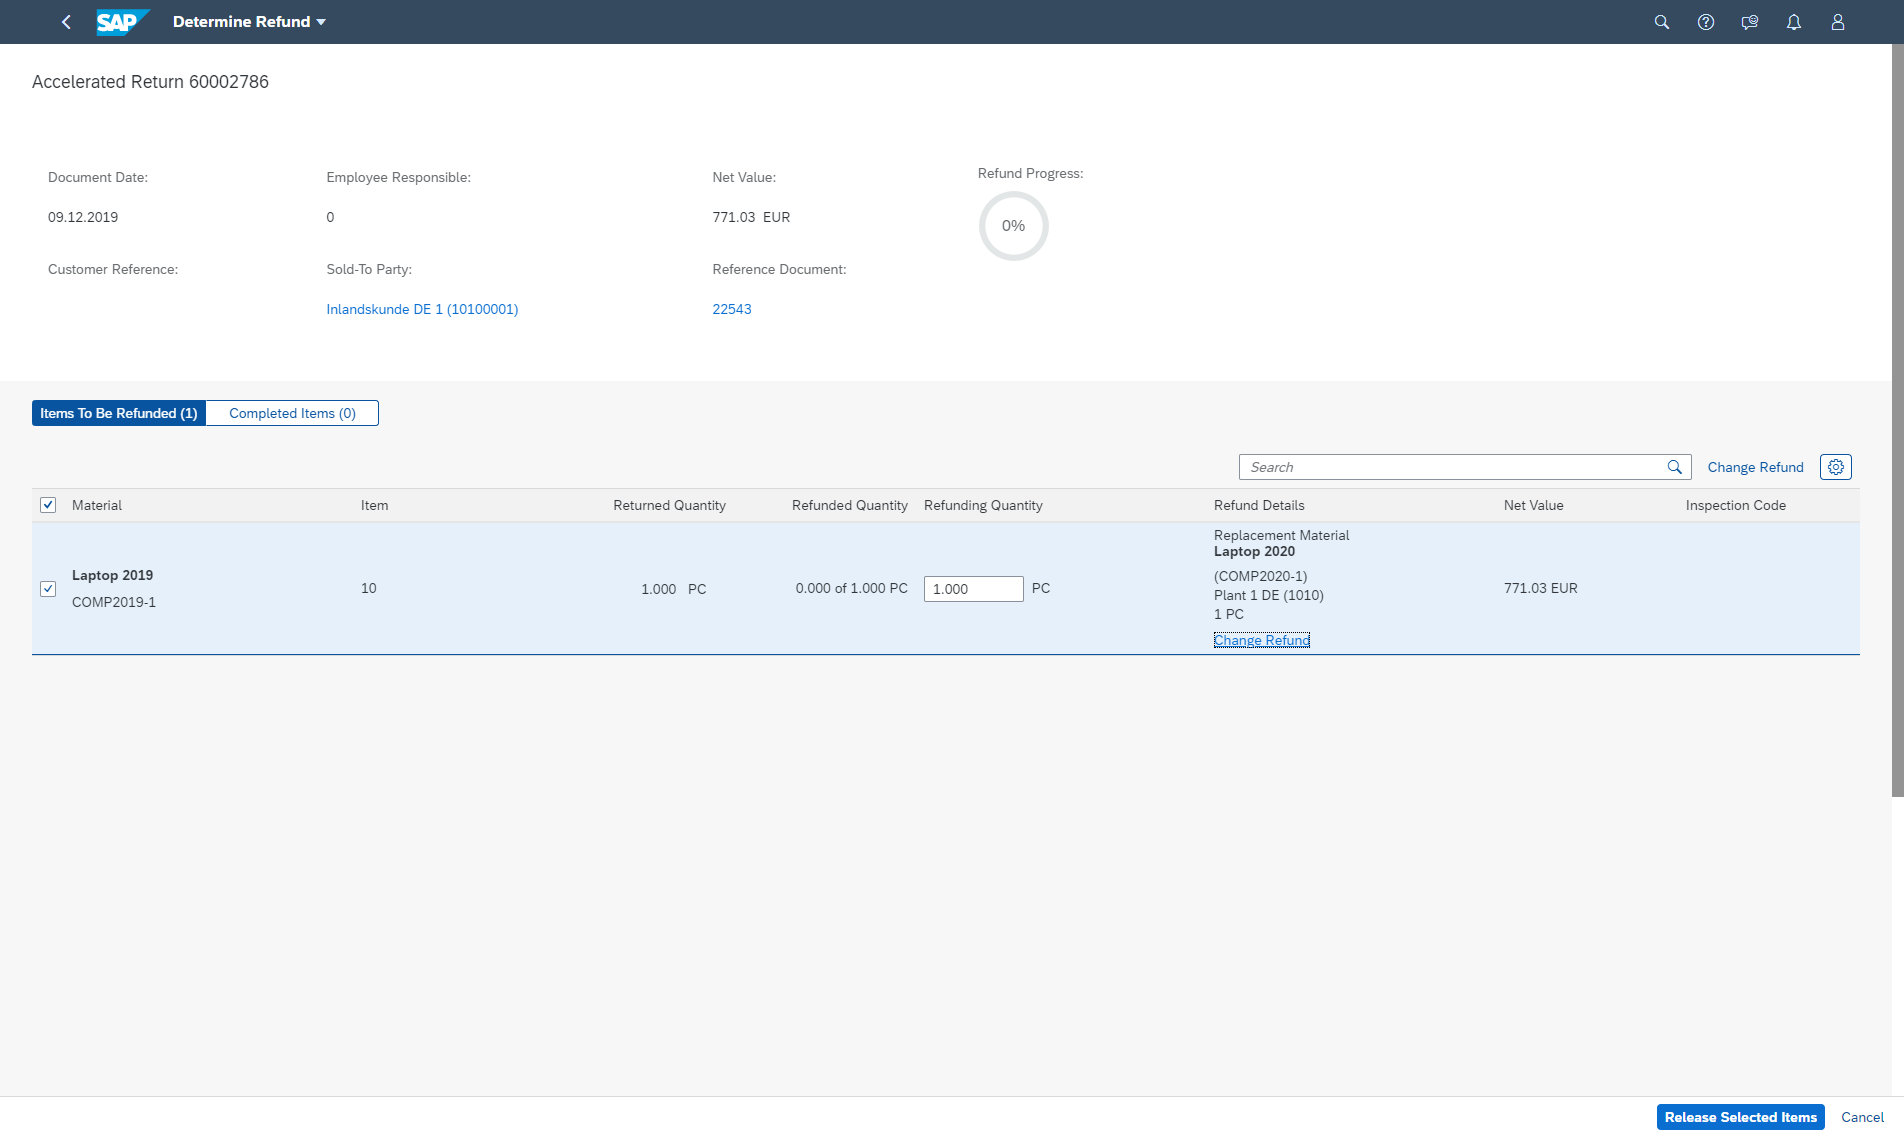 SAP Determine Refund
Accelerated Return 60002786
Document Date:
09.12.2019
Customer Reference:
Employee Responsible:
0
Sold-To Party:
Inlandskunde DE 1 (10100001)
Net Value:
771.03 EUR
Reference Document:
22543
Refund Progress:
0%
Items To Be Refunded (1) Completed Items (0)
Search Change Refund
Material Item Returned Quantity Refunded Quantity Refunding Quantity Refund Details Net Value Inspection Code
Laptop 2019
COMP2019-1
10
1.000 PC
0.000 of 1.000 PC
1.000 PC
Replacement Material
Laptop 2020
(COMP2020-1)
Plant 1 DE (1010)
1 PC
Change Refund
771.03 EUR
Release Selected Items Cancel